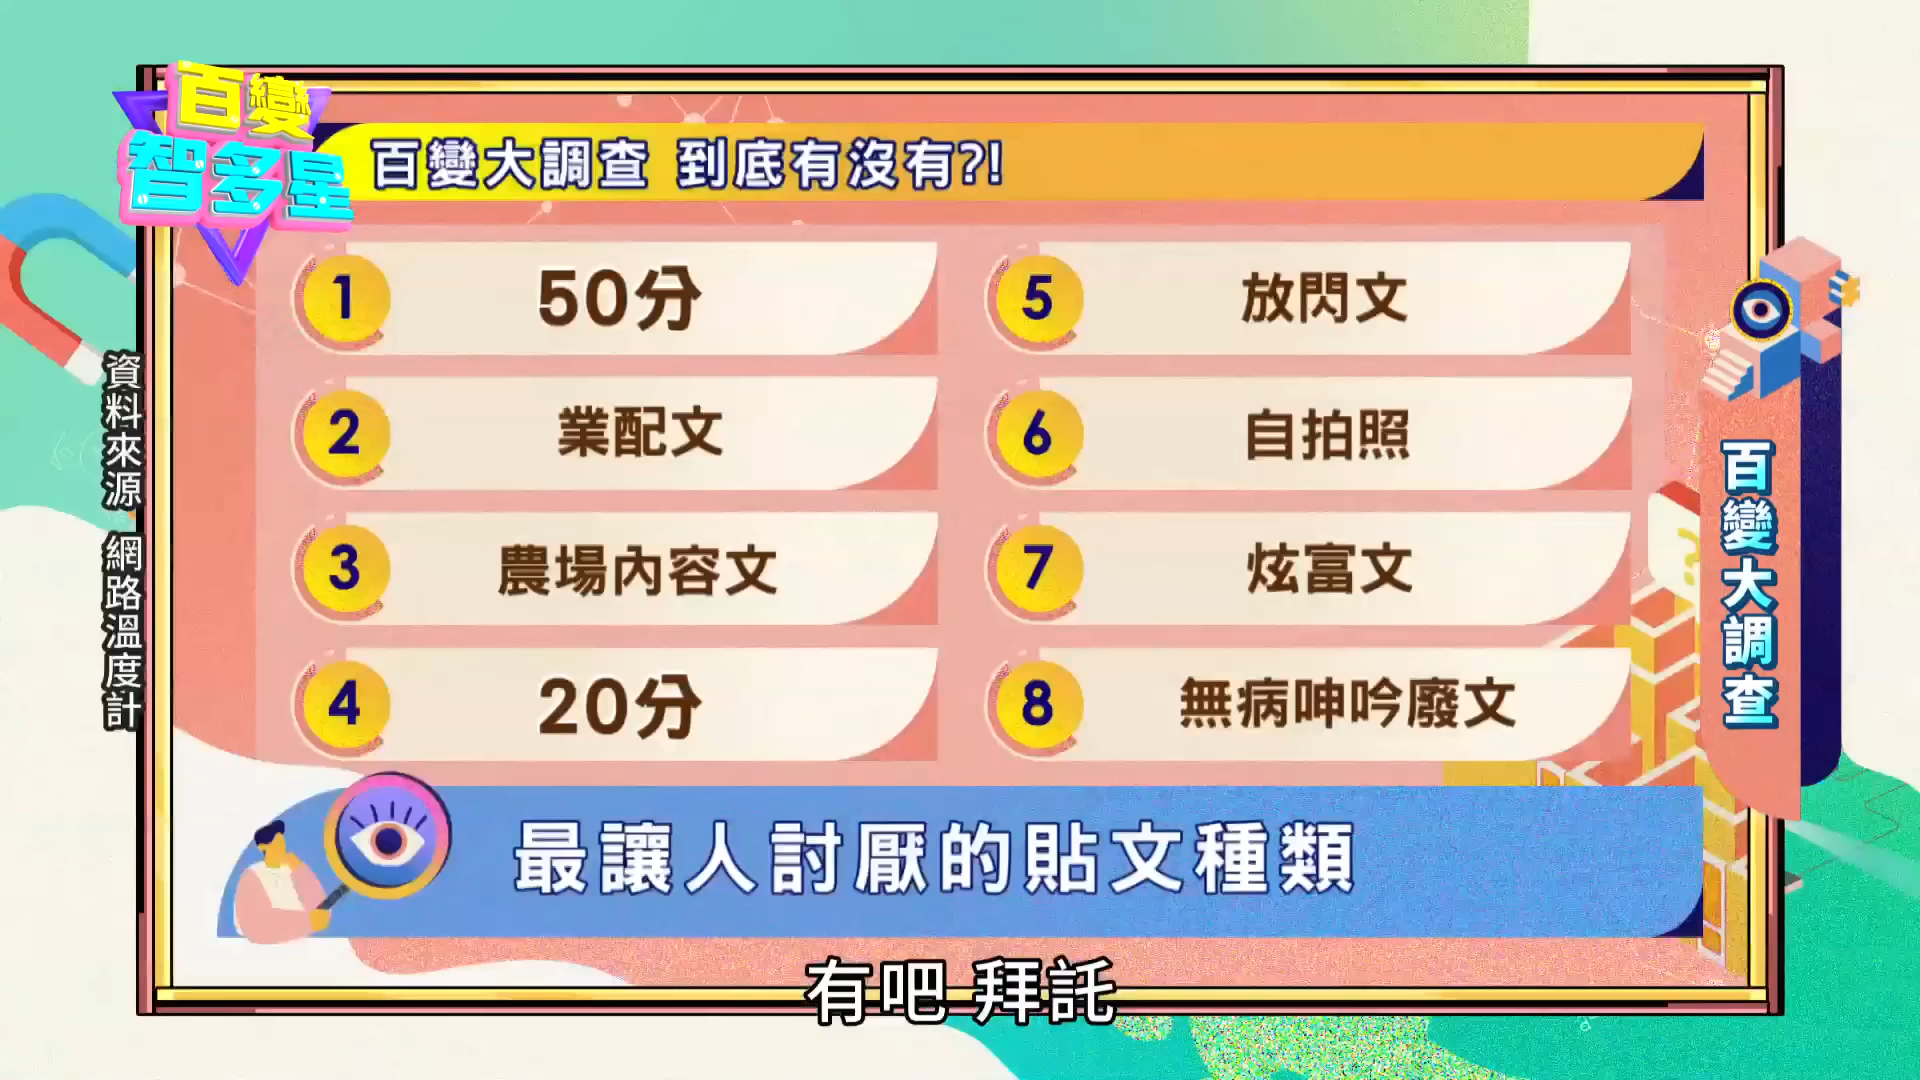 百變
智多星
百變大調查 到底有沒有?!
1 50分
2 業配文
3 農場內容文
4 20分
5 放閃文
6 自拍照
7 炫富文
8 無病呻吟廢文
最讓人討厭的貼文種類
資料來源 網路溫度計
百變大調查
有吧 拜託